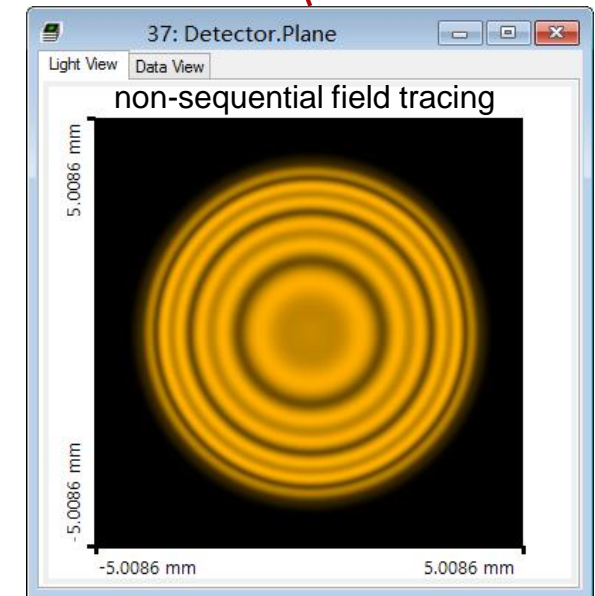 37: Detector.Plane
Light View Data View
non-sequential field tracing
5.0086 mm
-5.0086 mm
-5.0086 mm 5.0086 mm